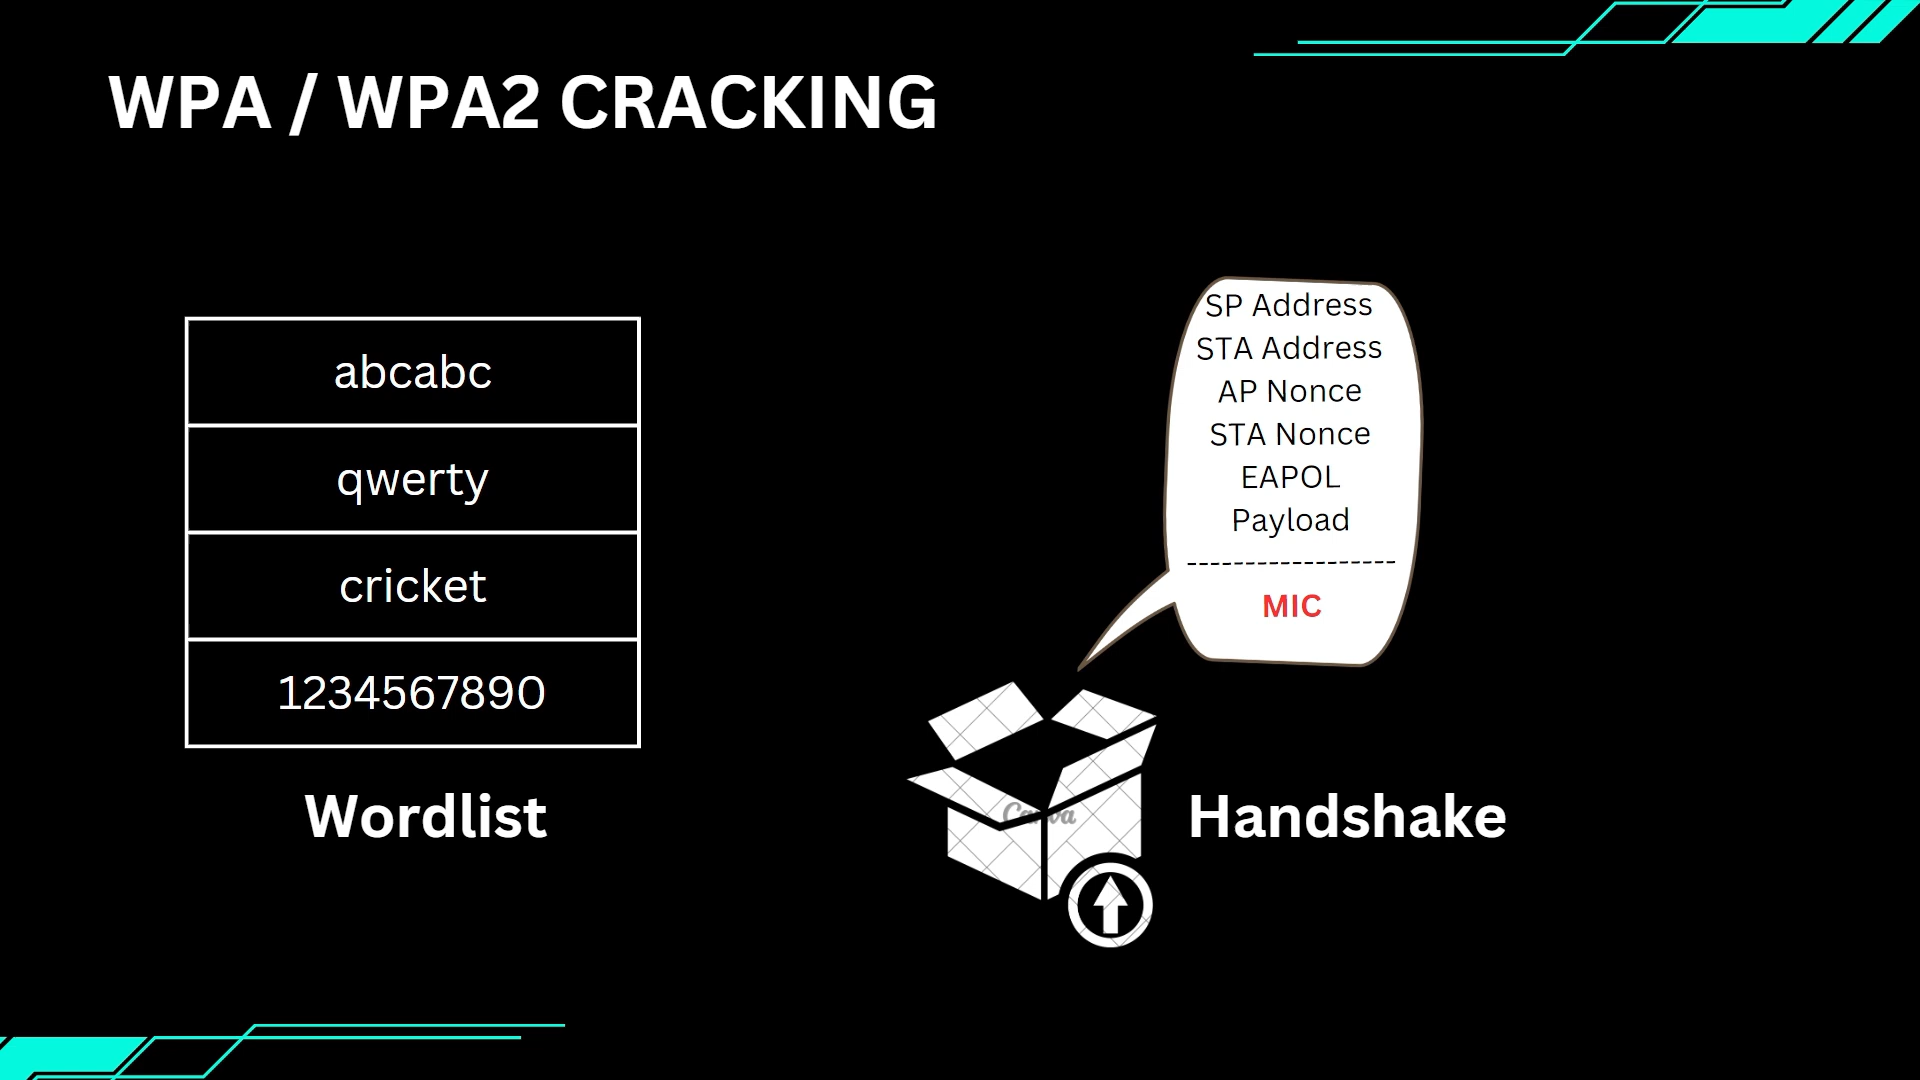 WPA / WPA2 CRACKING
abcabc
qwerty
cricket
1234567890
Wordlist
SP Address
STA Address
AP Nonce
STA Nonce
EAPOL
Payload
--------------------
MIC
Canva
Handshake